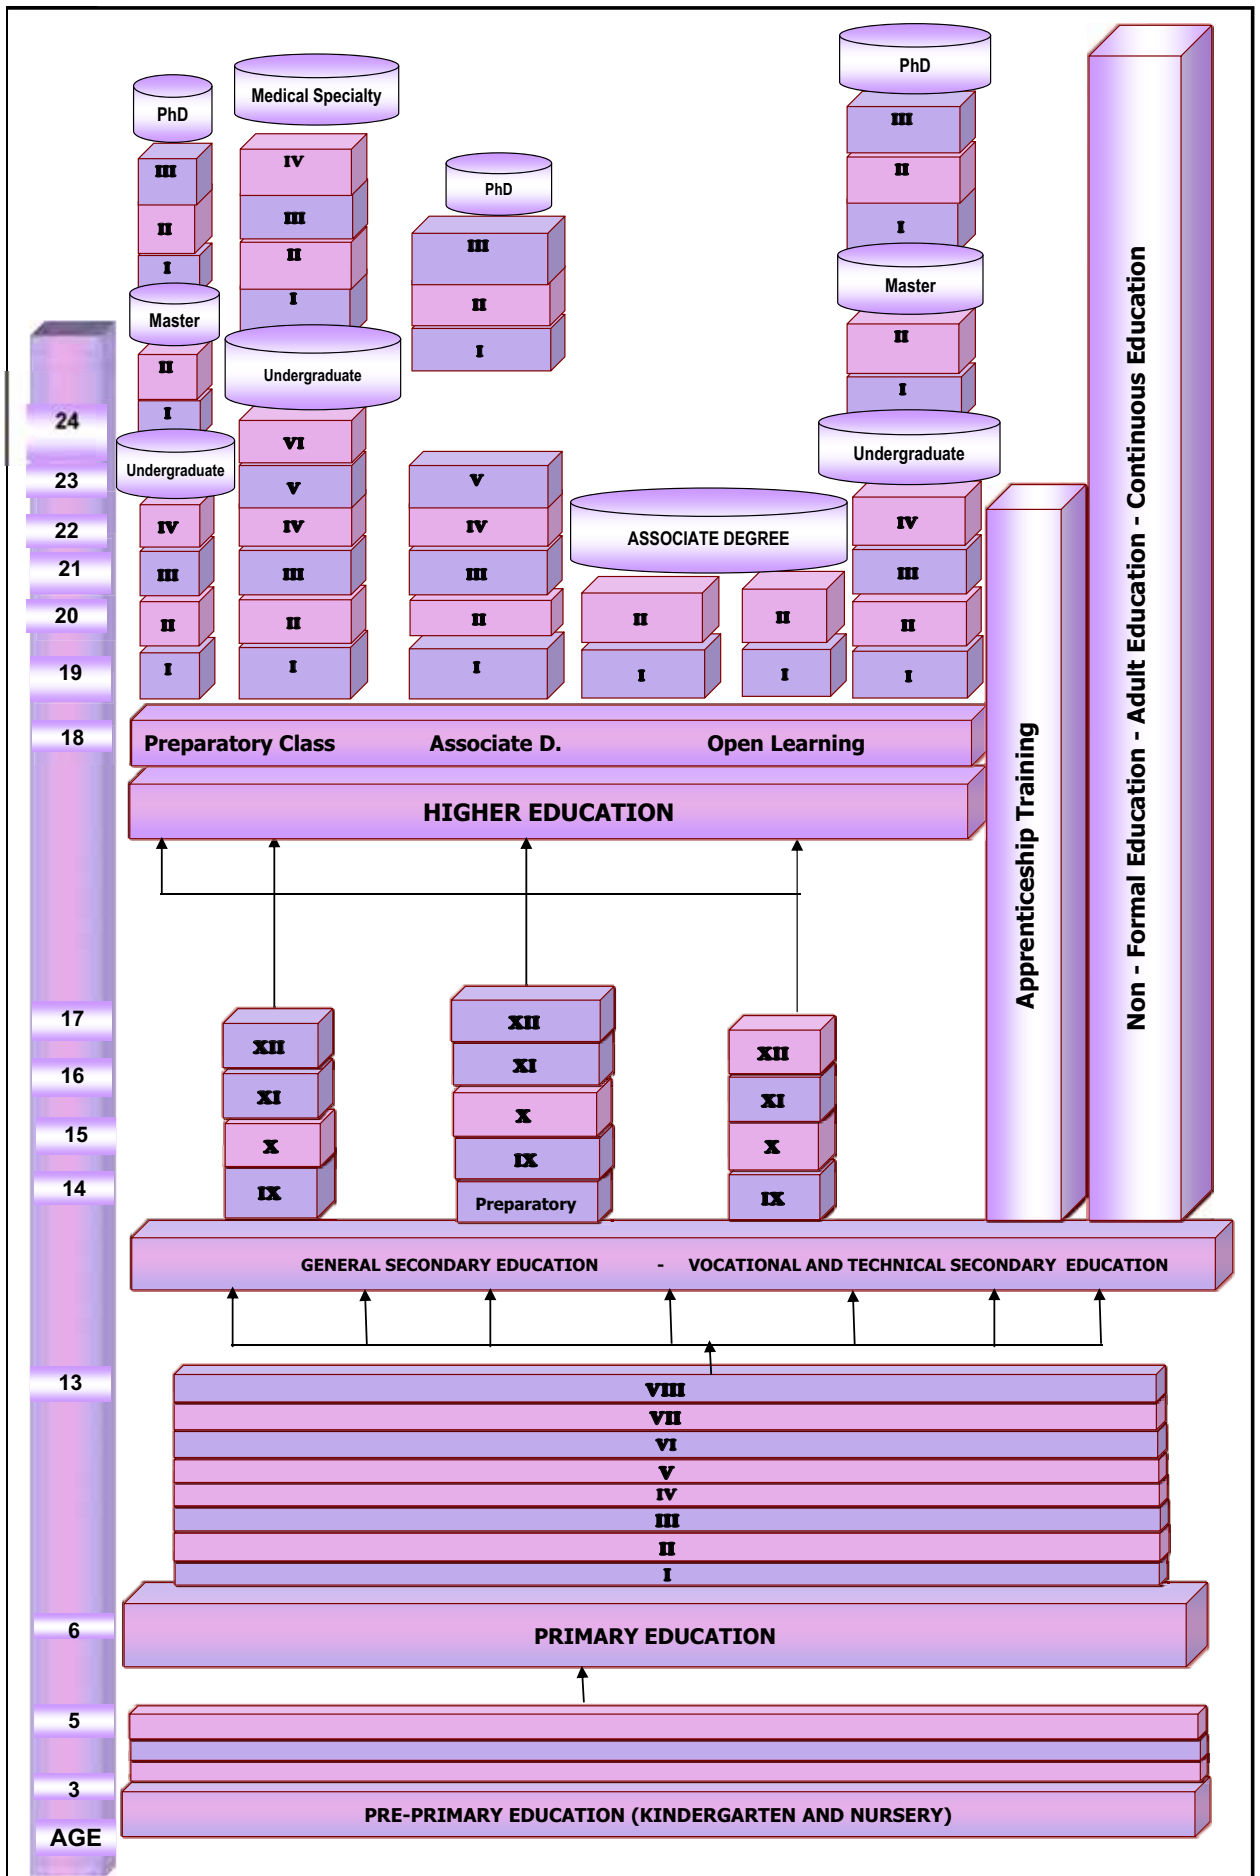 PhD
III
II
I
Master
II
I
Undergraduate
IV
III
II
I
Medical Specialty
IV
III
II
I
Undergraduate
VI
V
IV
III
II
I
PhD
III
II
I
V
IV
III
II
I
ASSOCIATE DEGREE
II
I
II
I
PhD
III
II
I
Master
II
I
Undergraduate
IV
III
II
I
Preparatory Class Associate D. Open Learning
HIGHER EDUCATION
XII
XI
X
IX
XII
XI
X
IX
Preparatory
XII
XI
X
IX
Apprenticeship Training
Non - Formal Education - Adult Education - Continuous Education
GENERAL SECONDARY EDUCATION - VOCATIONAL AND TECHNICAL SECONDARY EDUCATION
VIII
VII
VI
V
IV
III
II
I
PRIMARY EDUCATION
PRE-PRIMARY EDUCATION (KINDERGARTEN AND NURSERY)
24
23
22
21
20
19
18
17
16
15
14
13
6
5
3
AGE